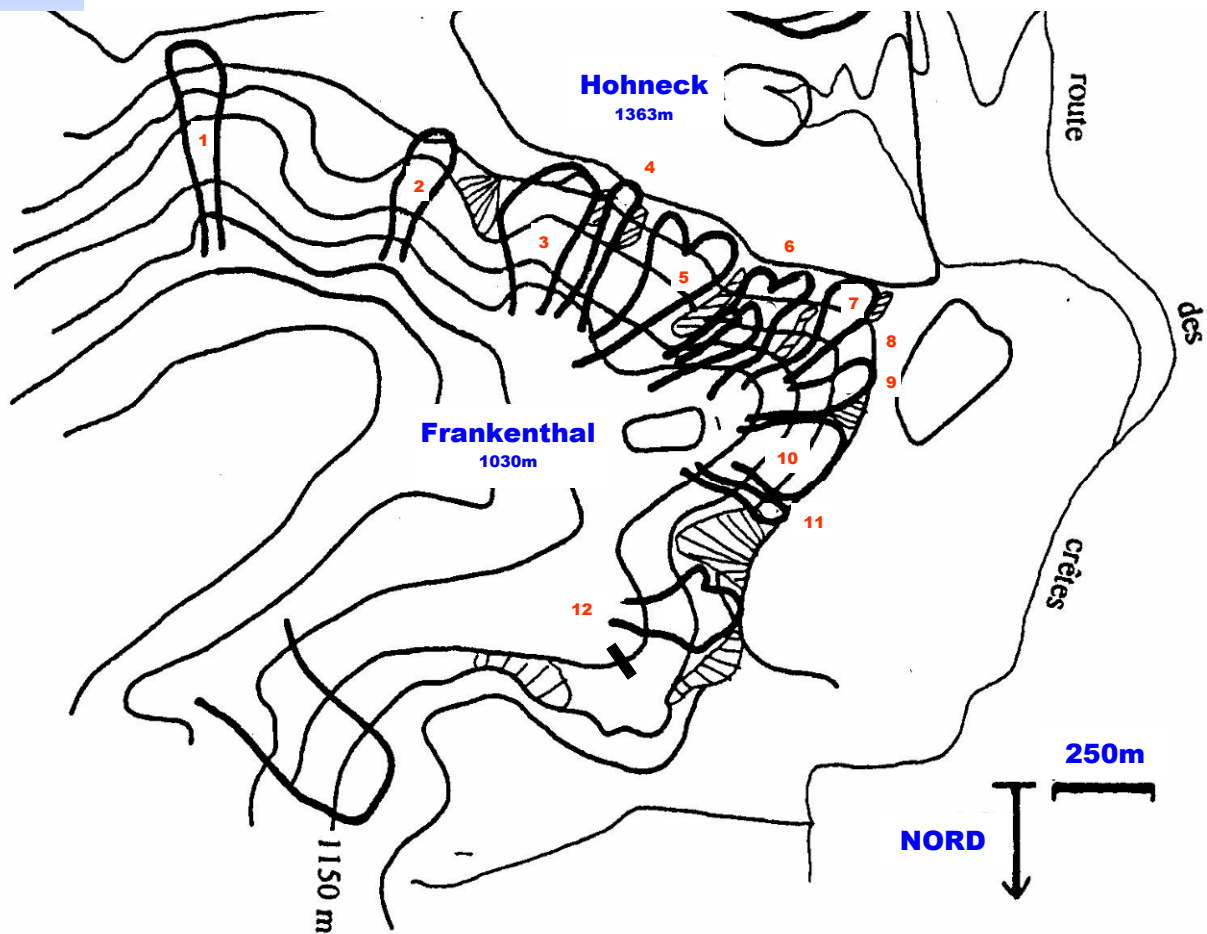 Hohneck
1363m
route
des
crêtes
1
2
3
4
5
6
7
8
9
10
11
12
Frankenthal
1030m
250m
NORD
1150 m